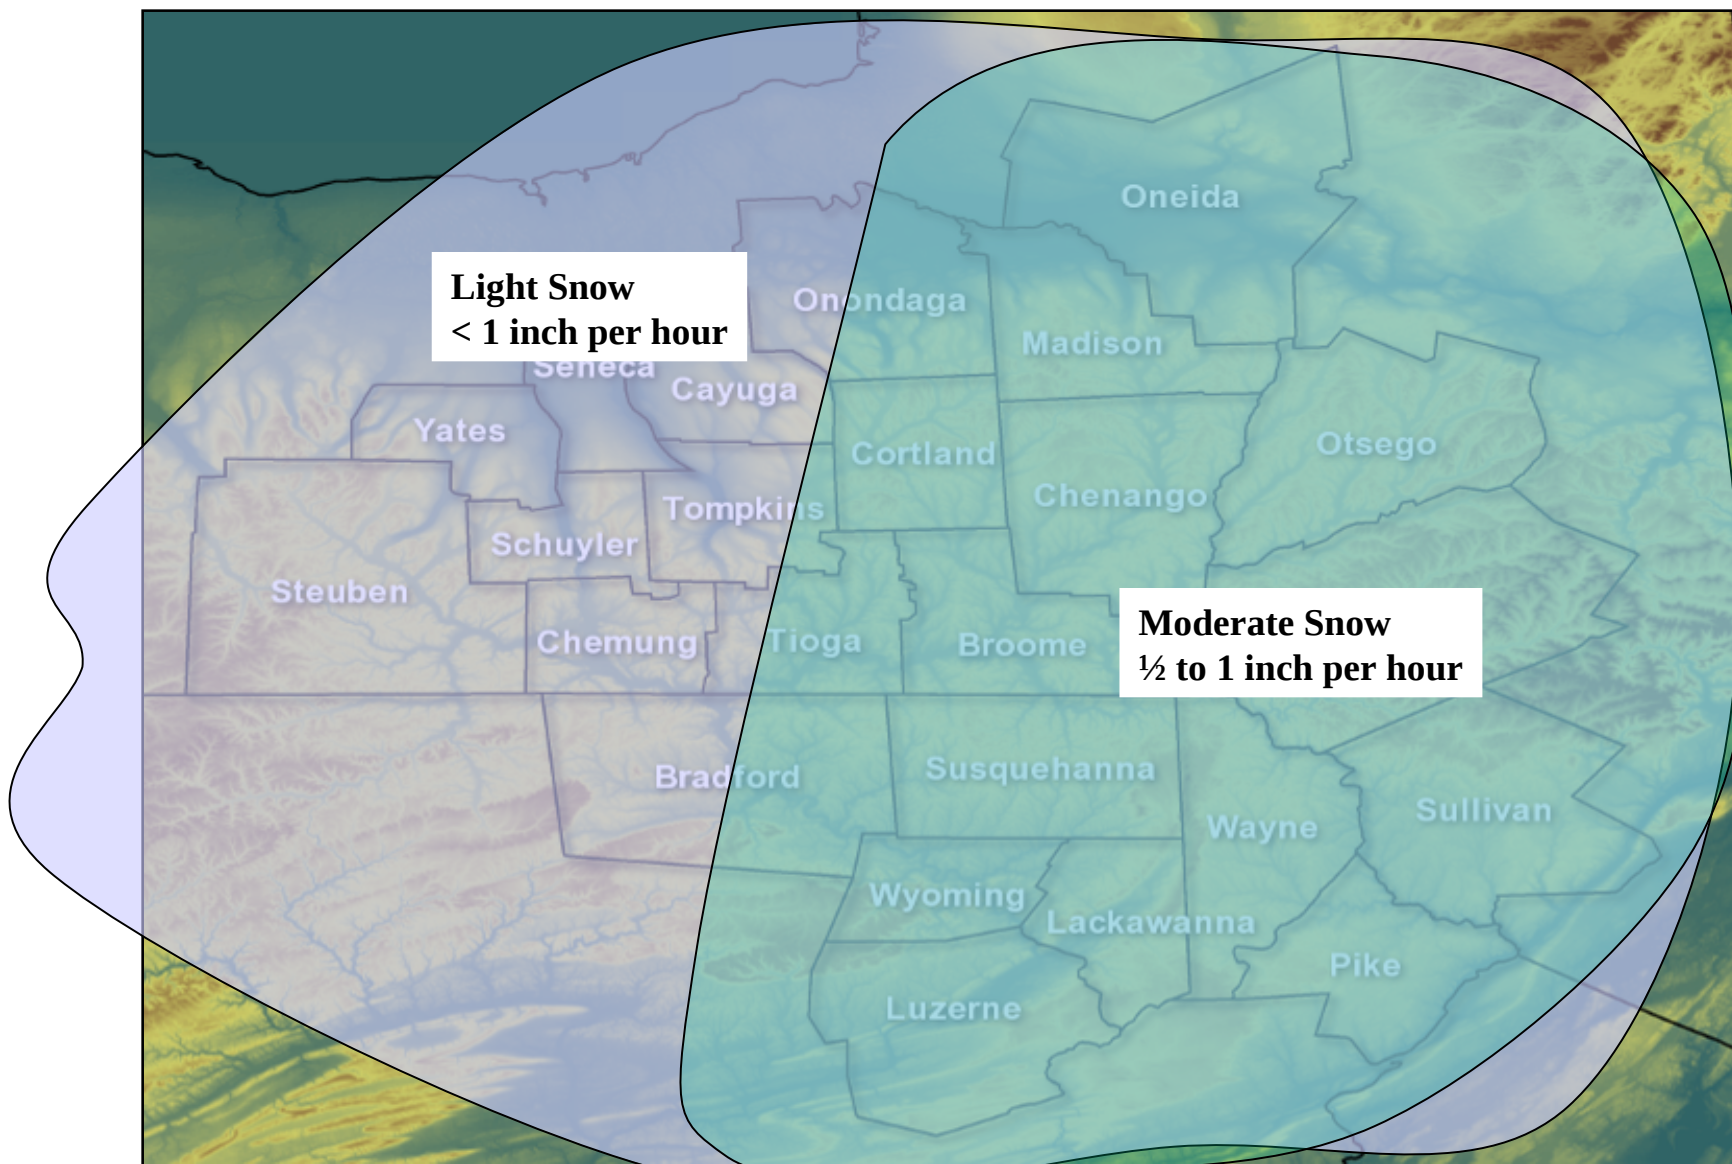 Oneida
Light Snow
< 1 inch per hour
Onondaga
Madison
Seneca
Cayuga
Yates
Cortland
Otsego
Chenango
Tompkins
Schuyler
Steuben
Chemung
Tioga
Broome
Moderate Snow
½ to 1 inch per hour
Bradford
Susquehanna
Sullivan
Wayne
Wyoming
Lackawanna
Pike
Luzerne